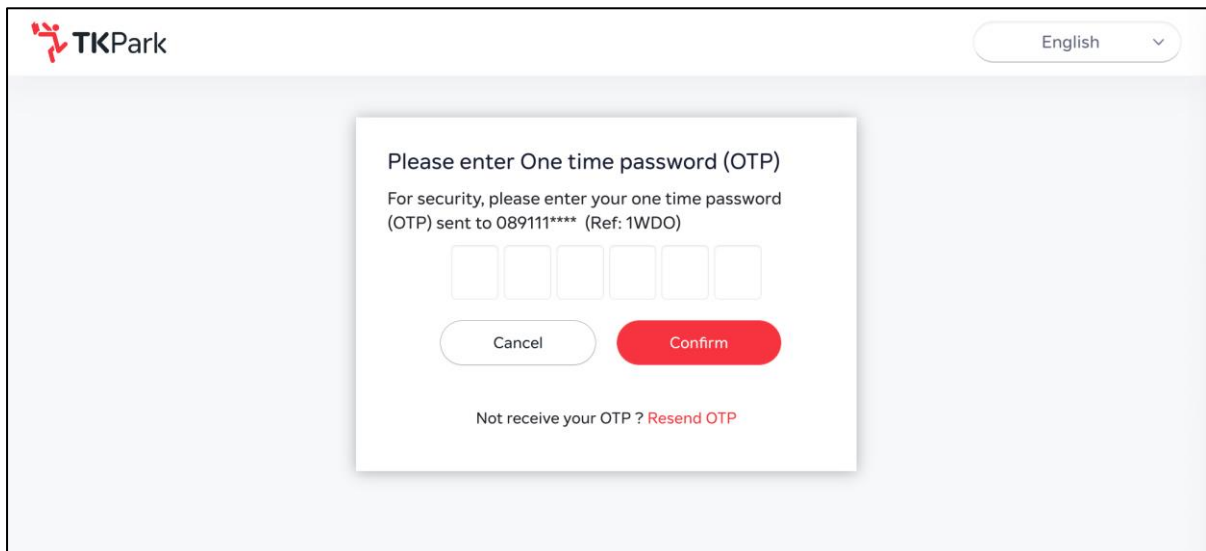 TKPark
English
Please enter One time password (OTP)
For security, please enter your one time password
(OTP) sent to 089111**** (Ref: 1WDO)
Cancel
Confirm
Not receive your OTP ? Resend OTP